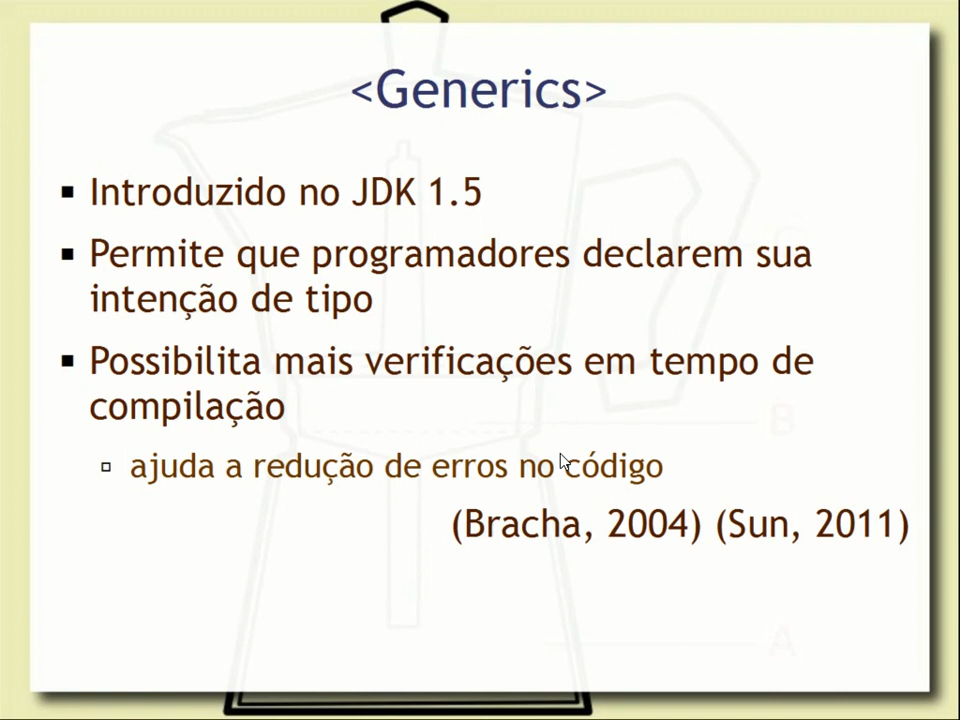 <Generics>
Introduzido no JDK 1.5
Permite que programadores declarem sua
intenção de tipo
Possibilita mais verificações em tempo de
compilação
ajuda a redução de erros no código
(Bracha, 2004) (Sun, 2011)
C
B
A